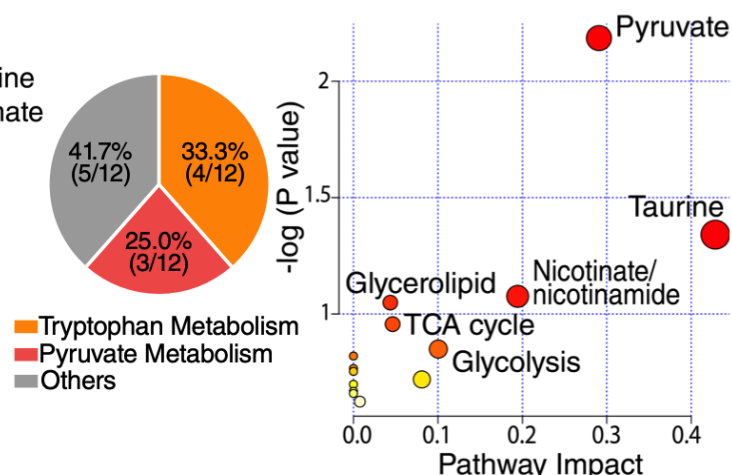 ine
nate
41.7%
(5/12)
33.3%
(4/12)
25.0%
(3/12)
Tryptophan Metabolism
Pyruvate Metabolism
Others
-log (P value)
2
1.5
1
Pyruvate
Taurine
Nicotinate/
nicotinamide
Glycerolipid
TCA cycle
Glycolysis
0.0 0.1 0.2 0.3 0.4
Pathway Impact